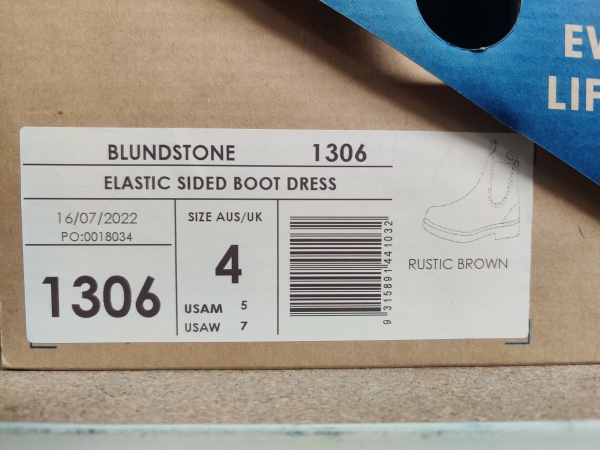 EV
LIF
BLUNDSTONE 1306
ELASTIC SIDED BOOT DRESS
16/07/2022
PO:0018034
1306
SIZE AUS/UK
4
USAM 5
USAW 7
9 315891 441032
RUSTIC BROWN